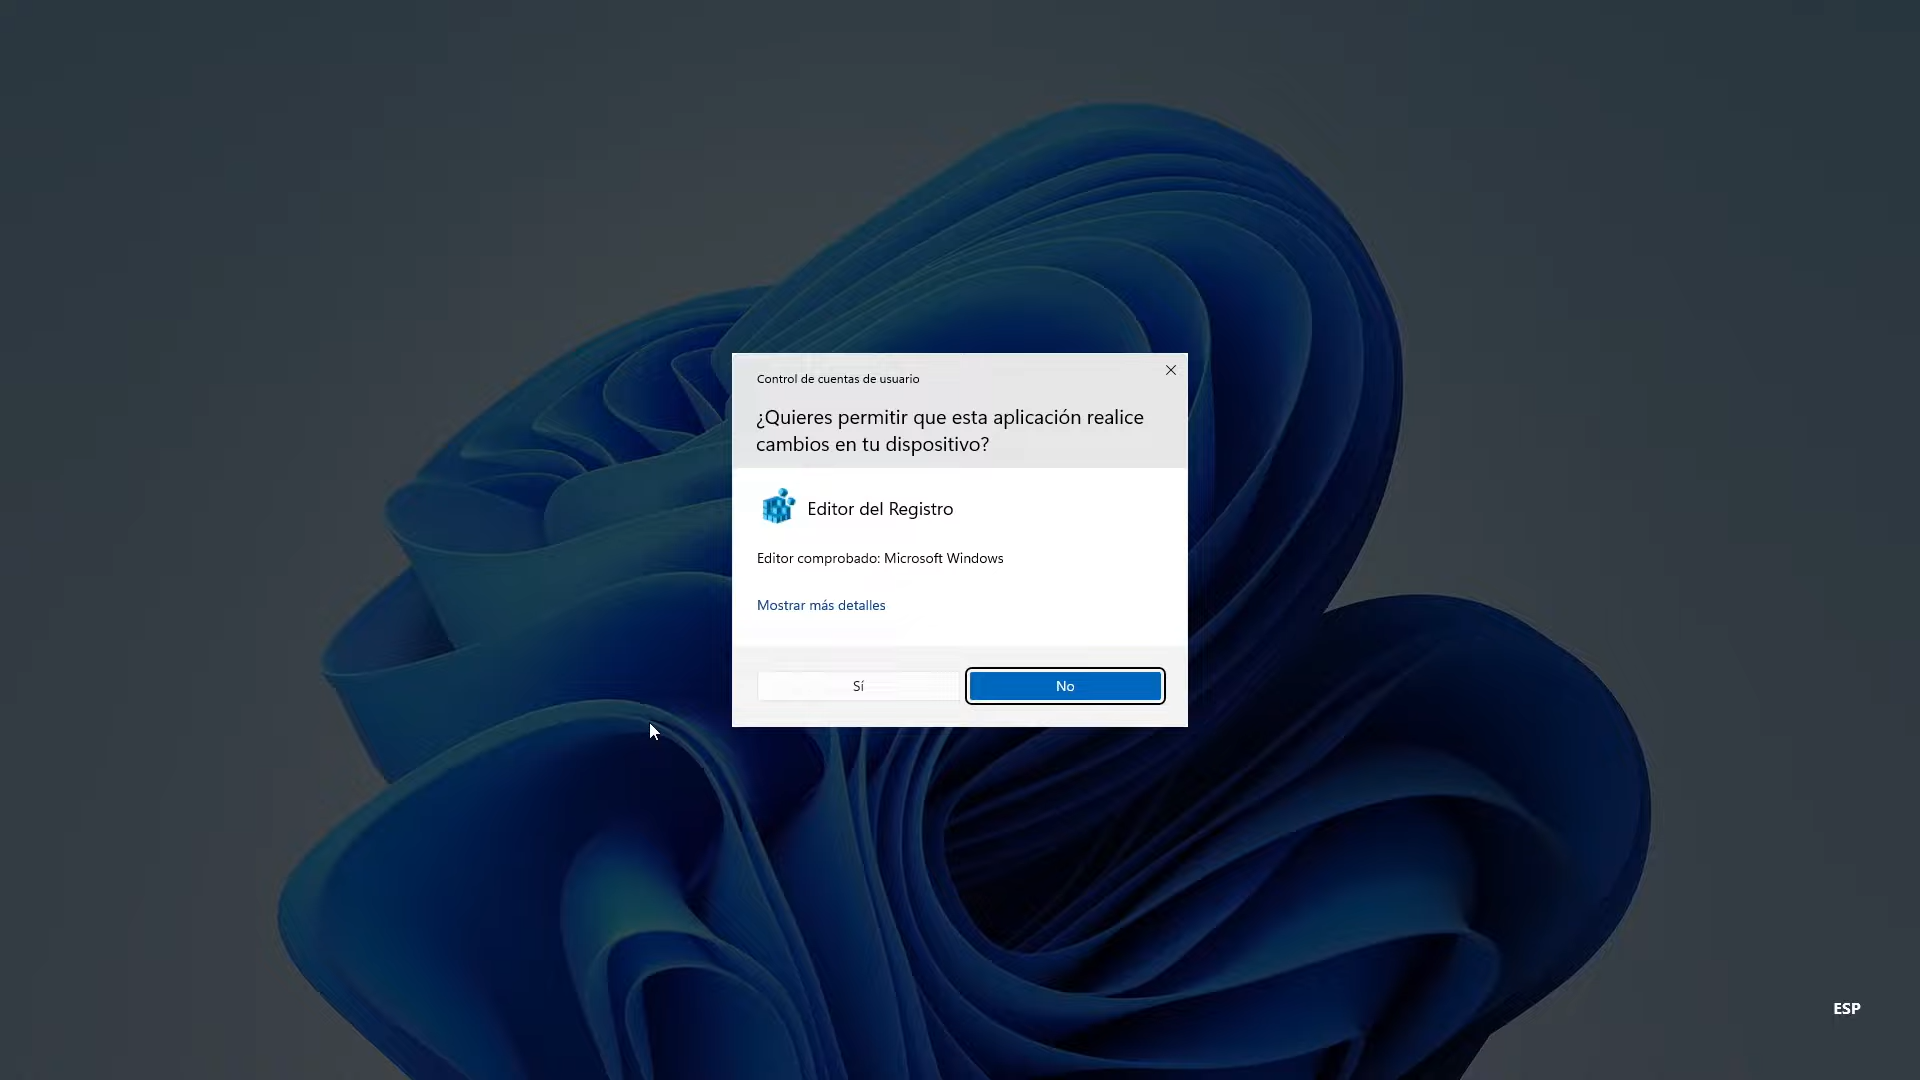 Control de cuentas de usuario
¿Quieres permitir que esta aplicación realice
cambios en tu dispositivo?
Editor del Registro
Editor comprobado: Microsoft Windows
Mostrar más detalles
Sí
No
ESP